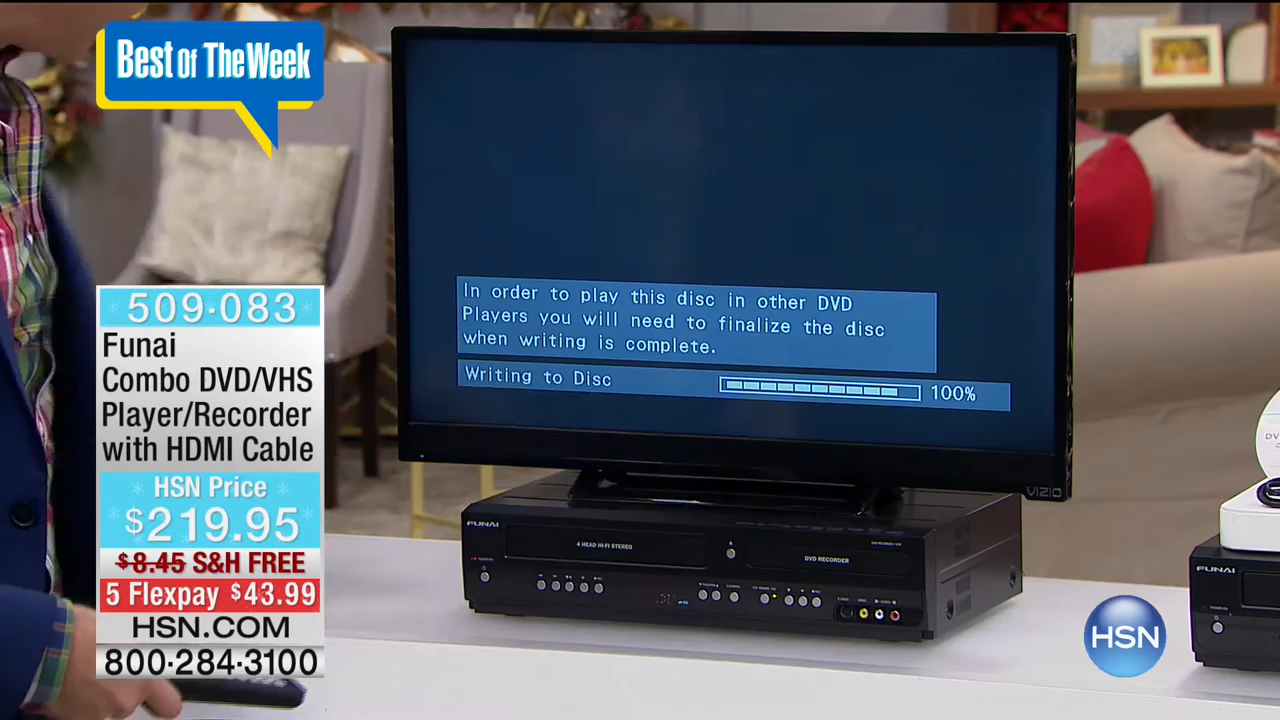 Best of The Week
509·083
Funai
Combo DVD/VHS
Player/Recorder
with HDMI Cable
HSN Price
$219.95
$8.45 S&H FREE
5 Flexpay $43.99
HSN.COM
800·284·3100
In order to play this disc in other DVD
Players you will need to finalize the disc
when writing is complete.
Writing to Disc 100%
VIZIO
FUNAI
4 HEAD HI-FI STEREO
DVD RECORDER
HSN
FUNAI